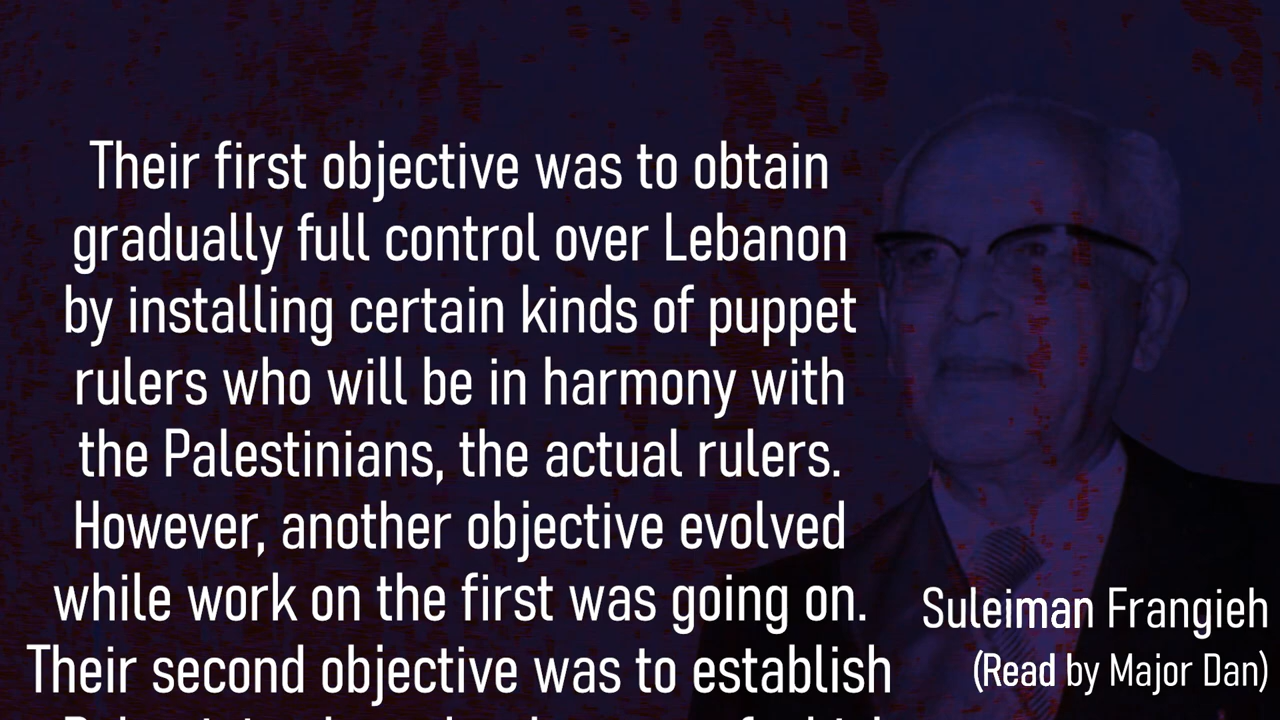 Their first objective was to obtain
gradually full control over Lebanon
by installing certain kinds of puppet
rulers who will be in harmony with
the Palestinians, the actual rulers.
However, another objective evolved
while work on the first was going on.
Their second objective was to establish
Suleiman Frangieh
(Read by Major Dan)